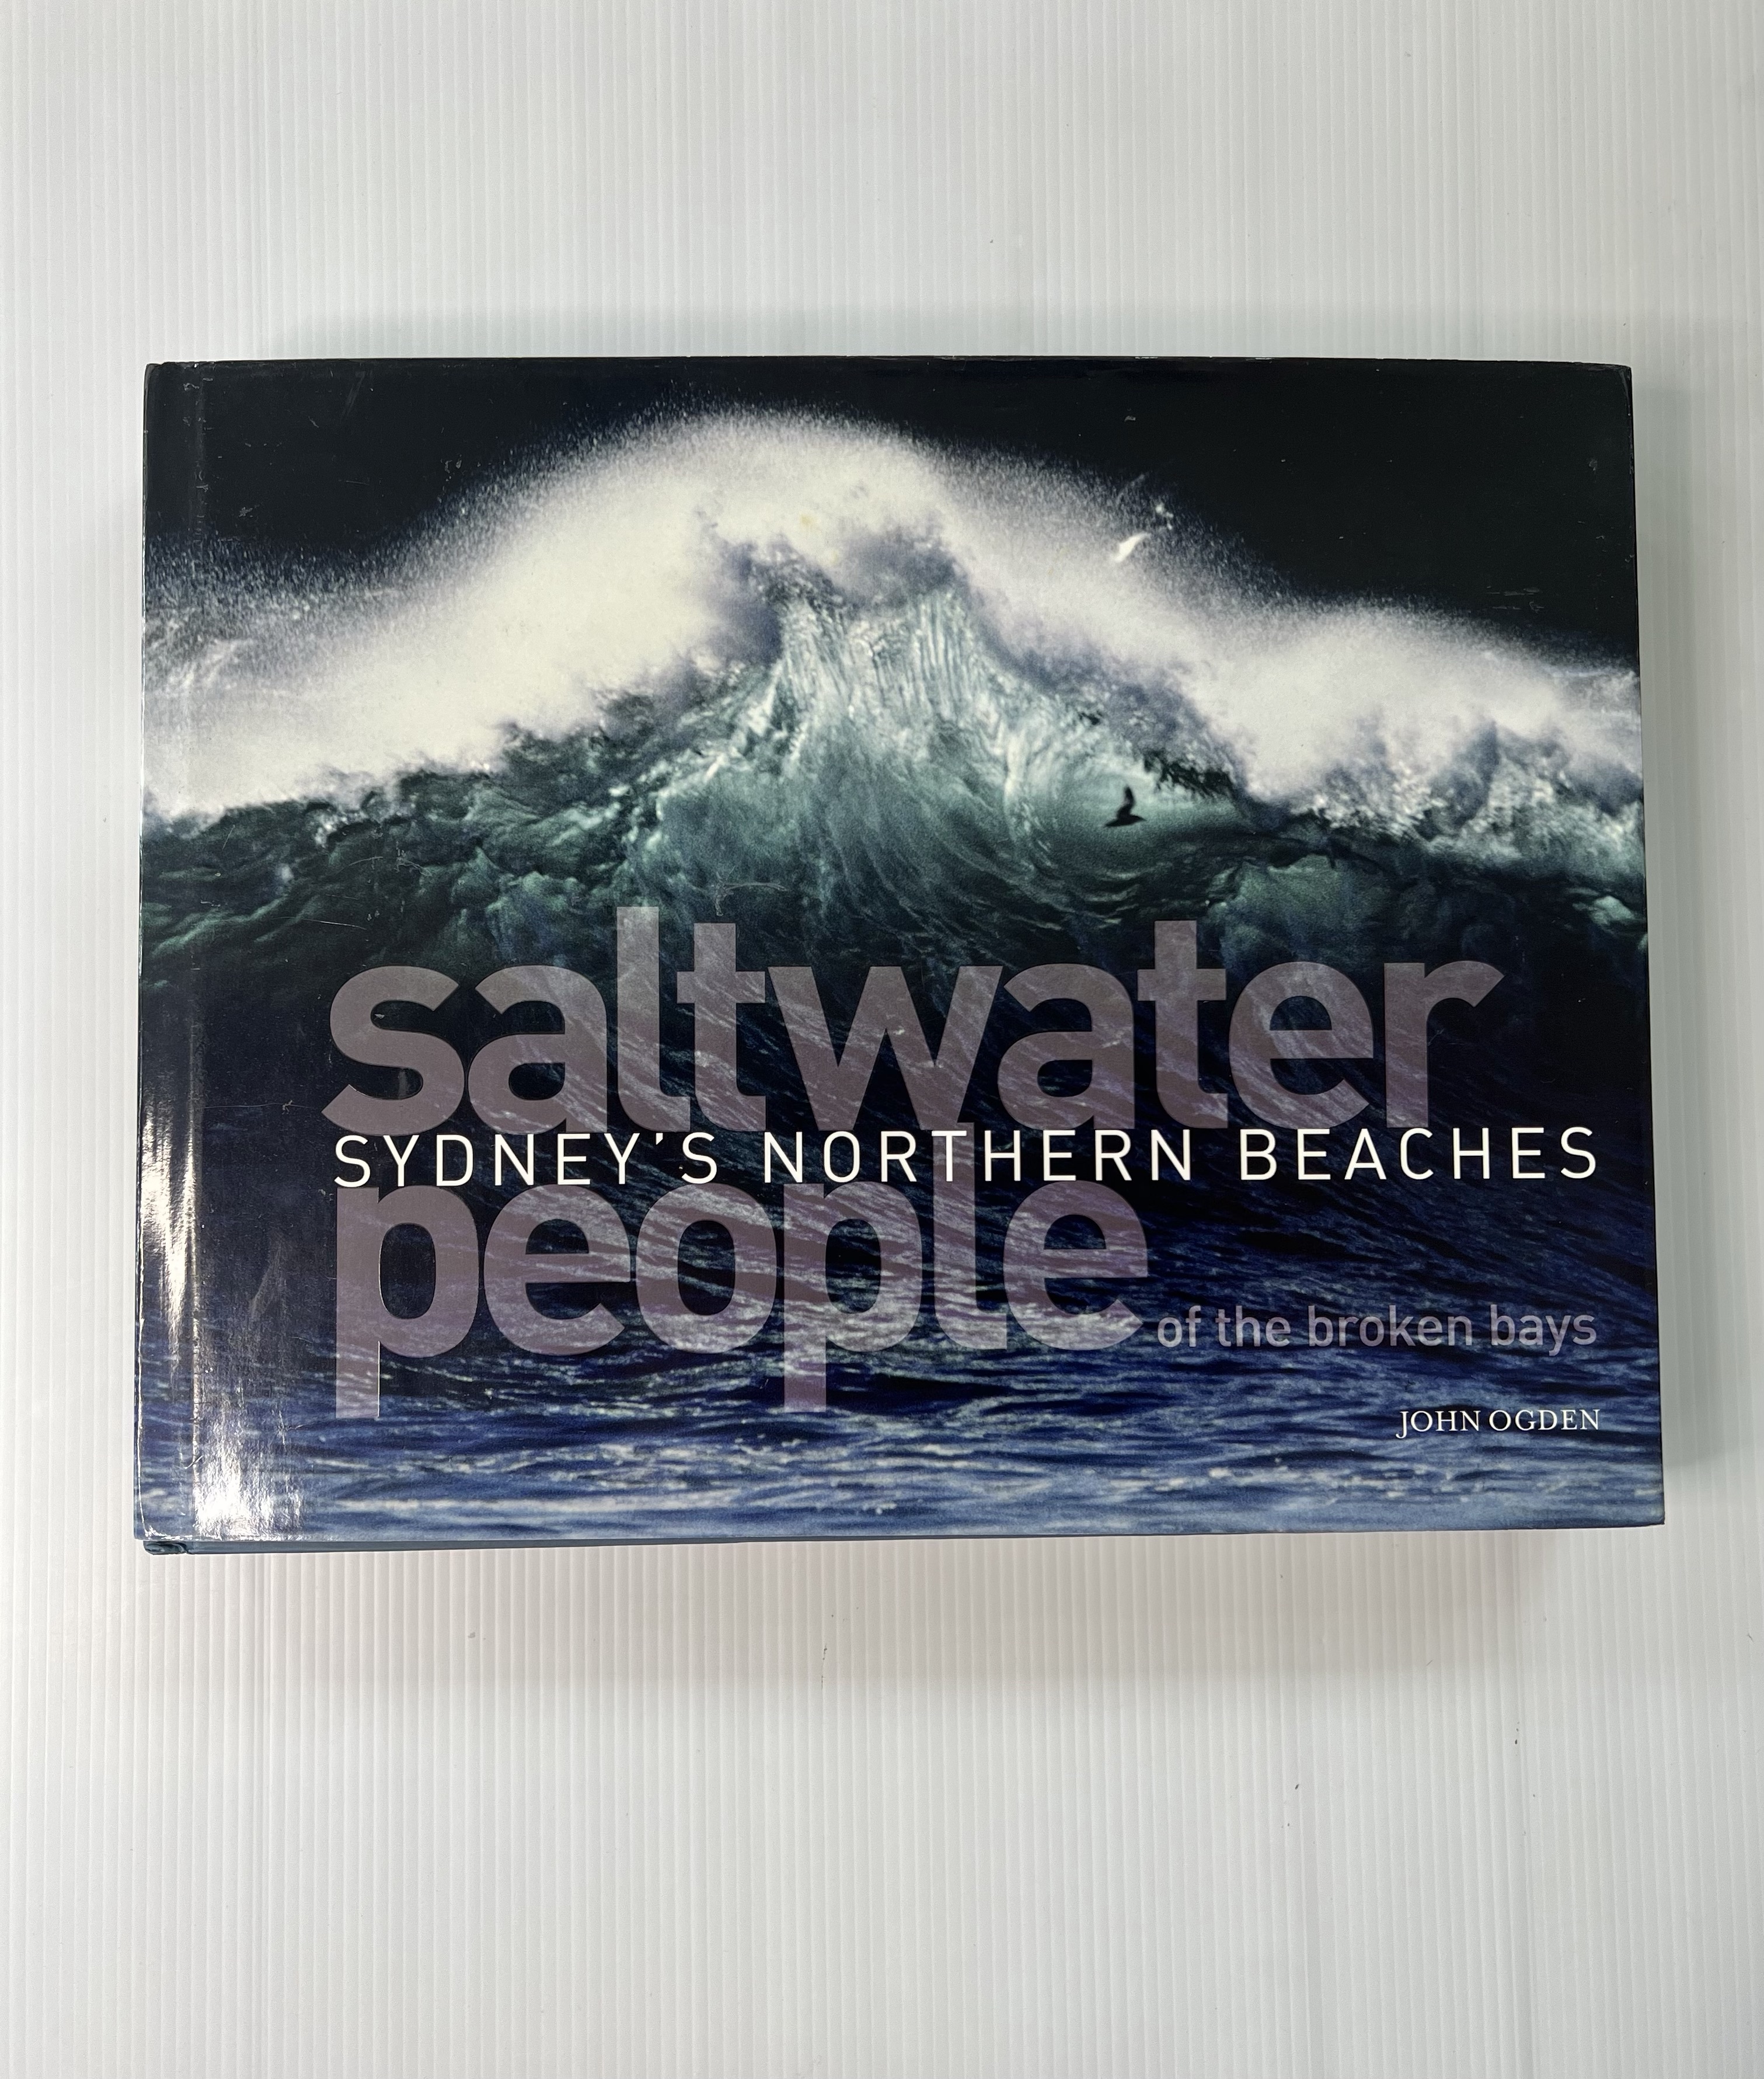 saltwater
SYDNEY'S NORTHERN BEACHES
people of the broken bays
JOHN OGDEN